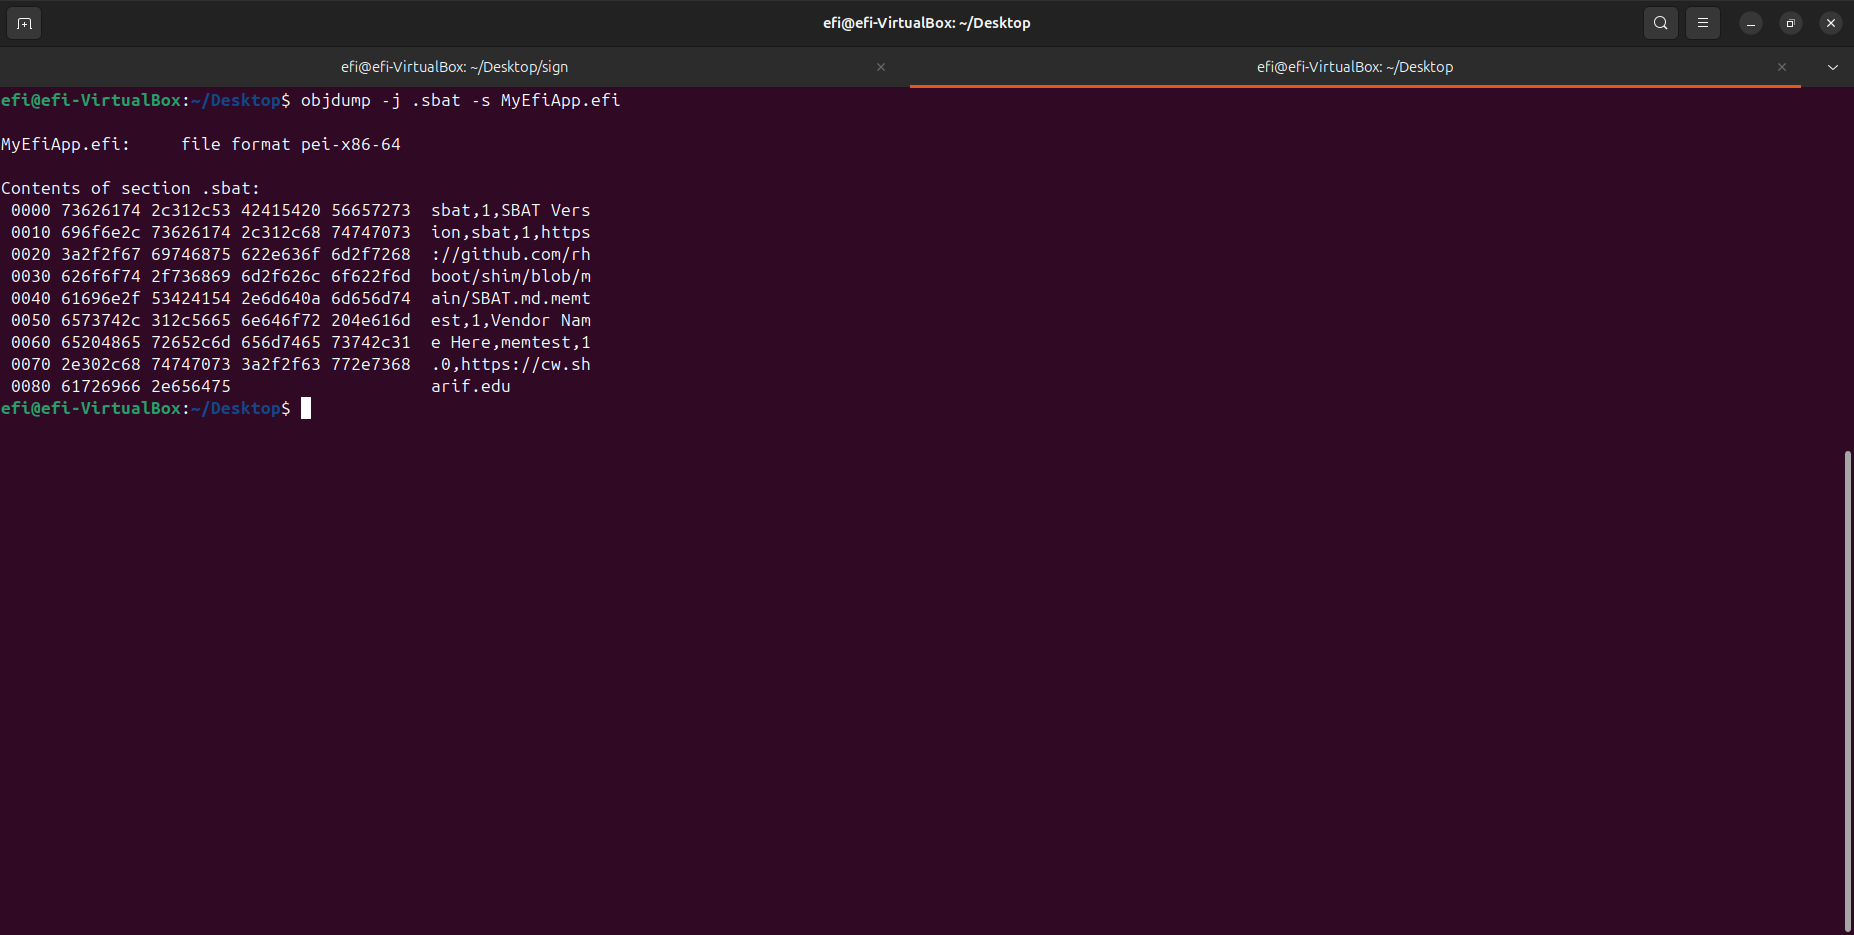 efi@efi-VirtualBox: ~/Desktop
efi@efi-VirtualBox: ~/Desktop/sign
efi@efi-VirtualBox: ~/Desktop
efi@efi-VirtualBox:~/Desktop$ objdump -j .sbat -s MyEfiApp.efi
MyEfiApp.efi:     file format pei-x86-64
Contents of section .sbat:
 0000 73626174 2c312c53 42415420 56657273  sbat,1,SBAT Vers
 0010 696f6e2c 73626174 2c312c68 74747073  ion,sbat,1,https
 0020 3a2f2f67 69746875 622e636f 6d2f7268  ://github.com/rh
 0030 626f6f74 2f736869 6d2f626c 6f622f6d  boot/shim/blob/m
 0040 61696e2f 53424154 2e6d640a 6d656d74  ain/SBAT.md.memt
 0050 6573742c 312c5665 6e646f72 204e616d  est,1,Vendor Nam
 0060 65204865 72652c6d 656d7465 73742c31  e Here,memtest,1
 0070 2e302c68 74747073 3a2f2f63 772e7368  .0,https://cw.sh
 0080 61726966 2e656475                    arif.edu
efi@efi-VirtualBox:~/Desktop$